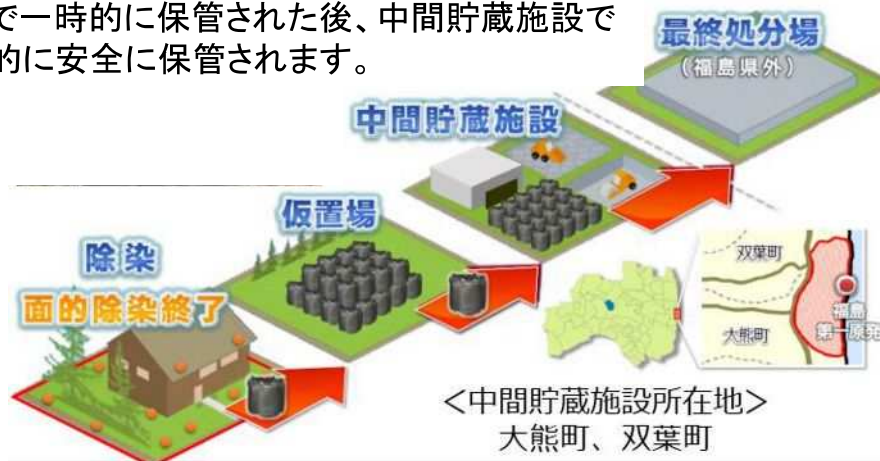 で一時的に保管された後、中間貯蔵施設で
的に安全に保管されます。
最終処分場
（福島県外）
中間貯蔵施設
仮置場
除染
面的除染終了
双葉町
大熊町
福島
第一原発
＜中間貯蔵施設所在地＞
大熊町、双葉町